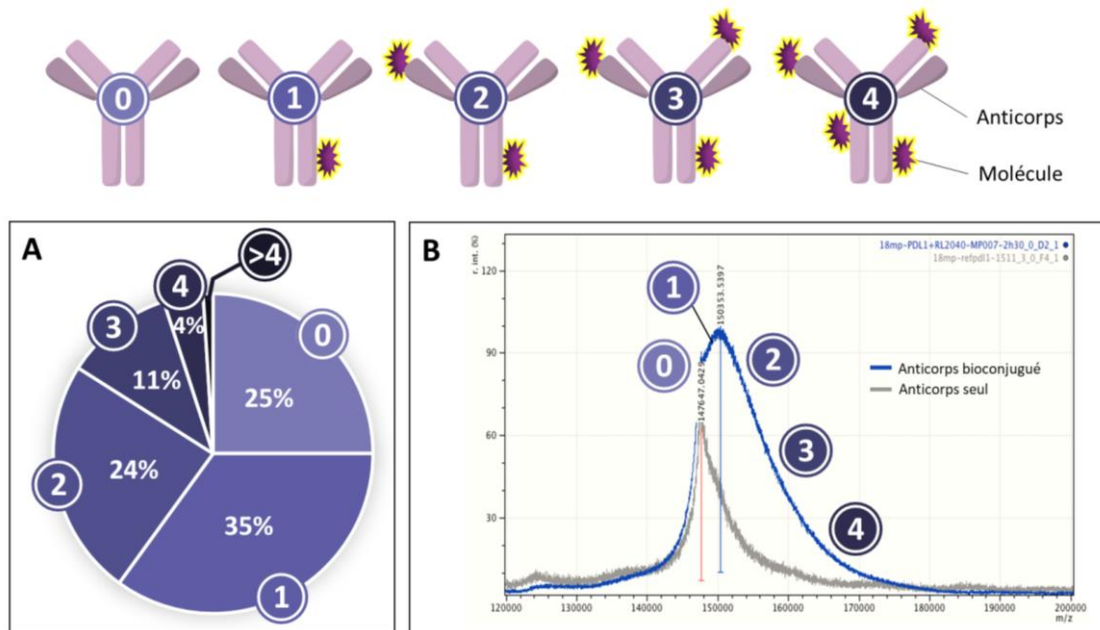 0
1
2
3
4
Anticorps
Molécule
A
>4
4
4%
3
11%
0
25%
2
24%
35%
1
B
r. int. (%)
18mp-PDL1+RL2040-MP007-2h30_0_D2_1
18mp-refpdl1-1511_3_0_F4_1
120
90
60
30
150353.5397
147647.0425
1
0
2
3
4
Anticorps bioconjugué
Anticorps seul
120000 130000 140000 150000 160000 170000 180000 190000 200000
m/z